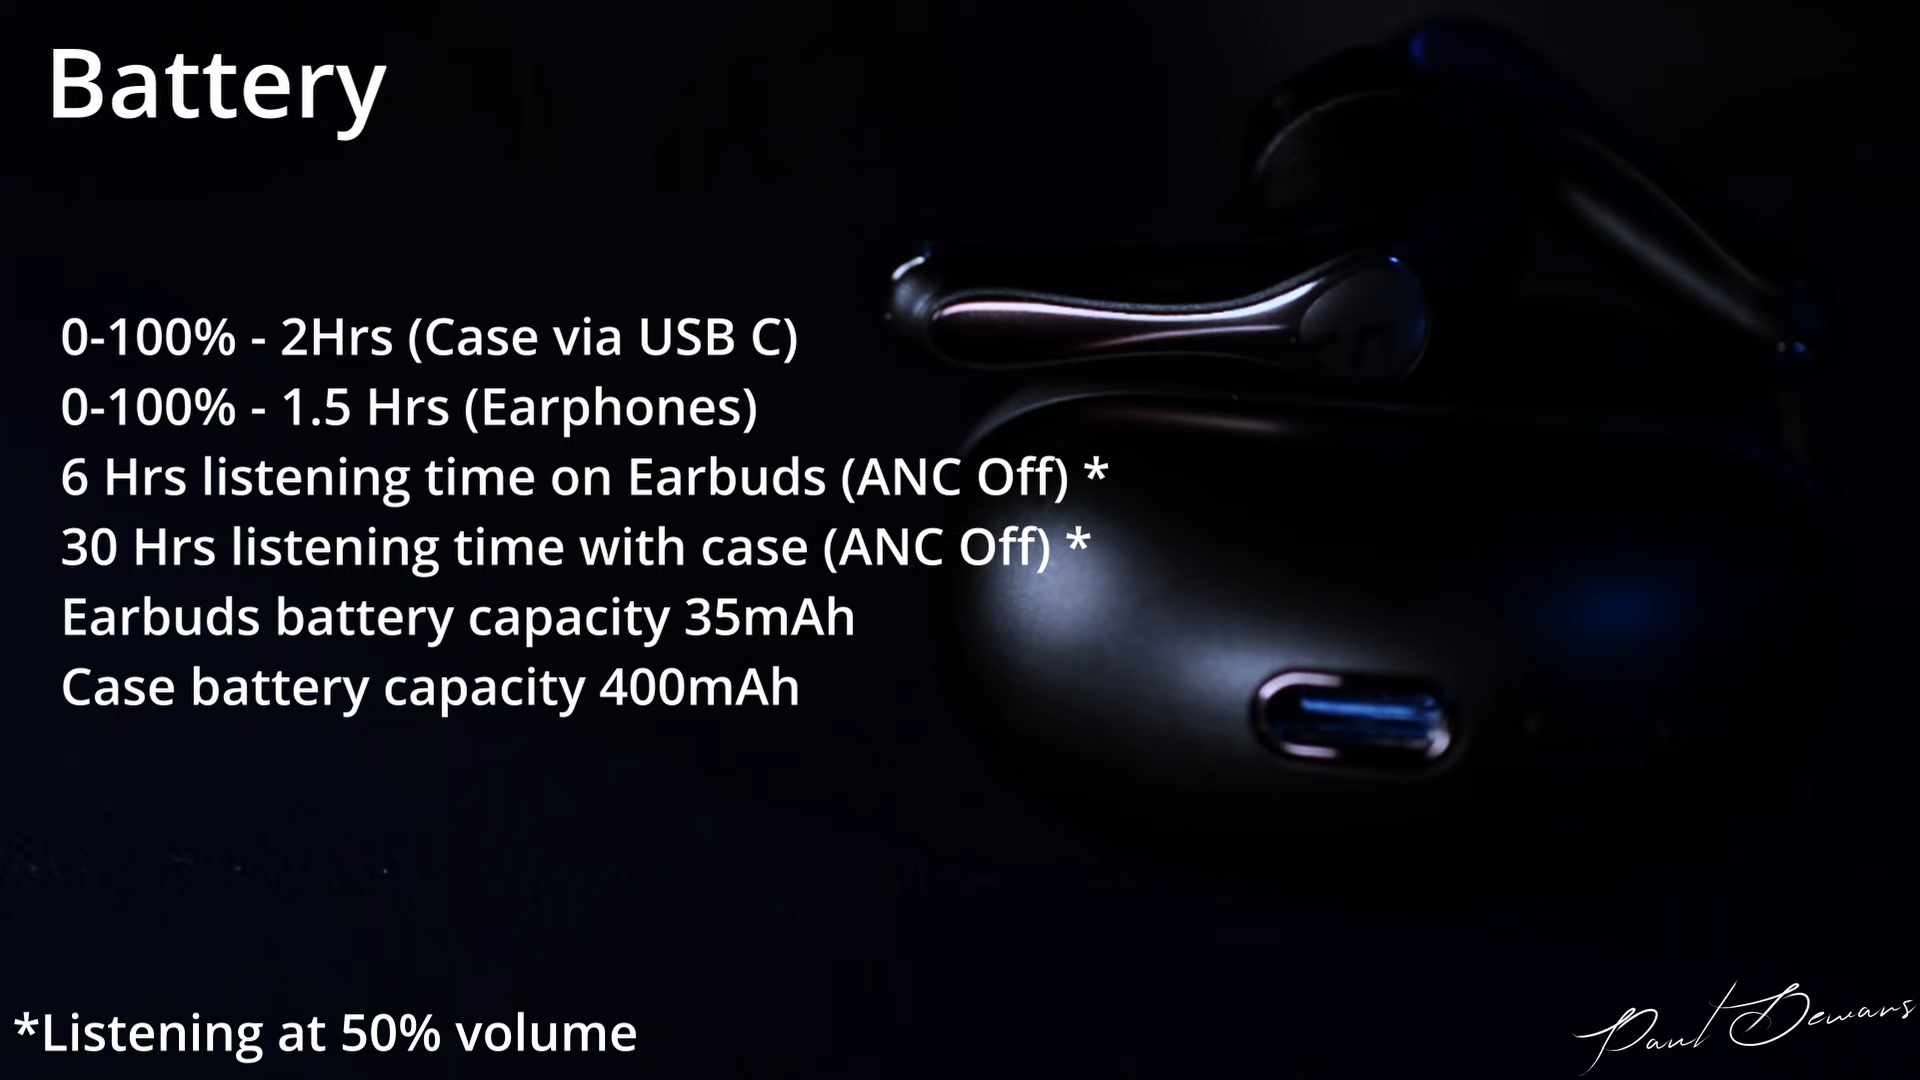 Battery
0-100% - 2Hrs (Case via USB C)
0-100% - 1.5 Hrs (Earphones)
6 Hrs listening time on Earbuds (ANC Off) *
30 Hrs listening time with case (ANC Off) *
Earbuds battery capacity 35mAh
Case battery capacity 400mAh
*Listening at 50% volume
Paul Dewans